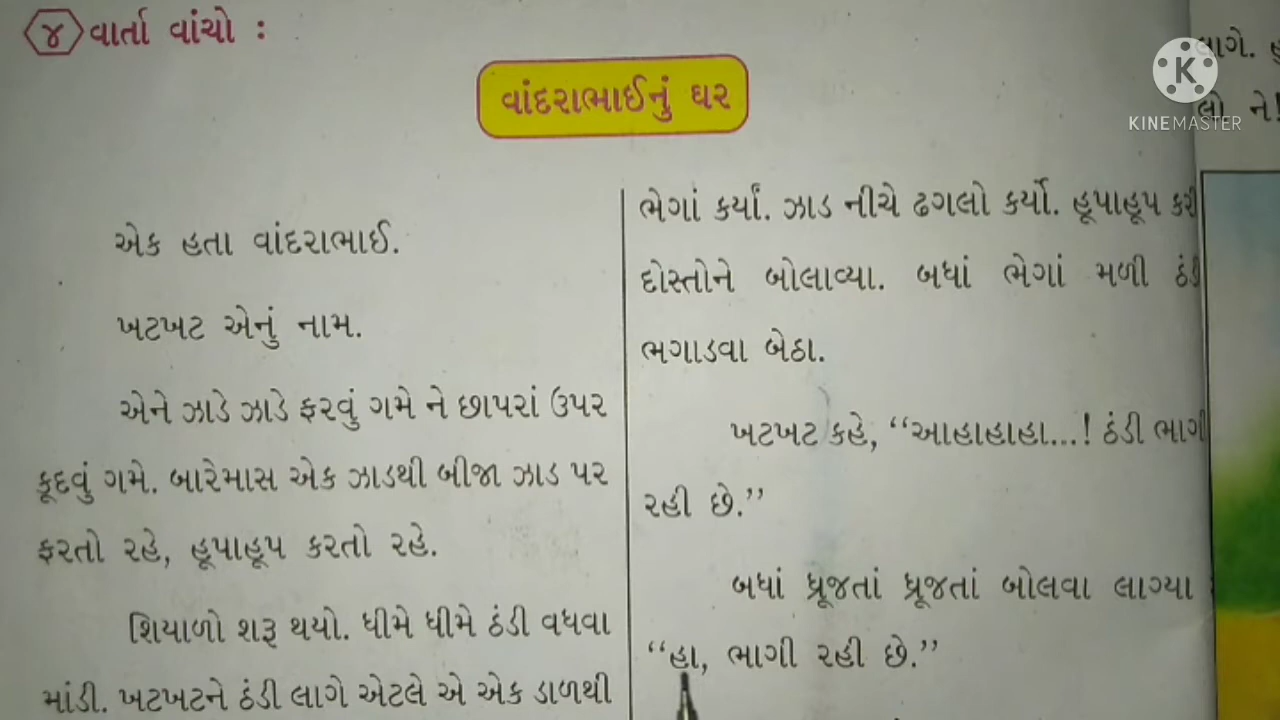 ૪ વાર્તા વાંચો :
વાંદરાભાઈનું ઘર
એક હતા વાંદરાભાઈ.
ખટખટ એનું નામ.
એને ઝાડે ઝાડે ફરવું ગમે ને છાપરાં ઉપર
કૂદવું ગમે. બારેમાસ એક ઝાડથી બીજા ઝાડ પર
ફરતો રહે, હૂપાહૂપ કરતો રહે.
શિયાળો શરૂ થયો. ધીમે ધીમે ઠંડી વધવા
માંડી. ખટખટને ઠંડી લાગે એટલે એ એક ડાળથી
ભેગાં કર્યાં. ઝાડ નીચે ઢગલો કર્યો. હૂપાહૂપ કરી
દોસ્તોને બોલાવ્યા. બધાં ભેગાં મળી ઠંડી
ભગાડવા બેઠા.
ખટખટ કહે, “આહાહાહા...! ઠંડી ભાગી
રહી છે.”
બધાં ધ્રૂજતાં ધ્રૂજતાં બોલવા લાગ્યા
“હા, ભાગી રહી છે.”
લાગે.
લો ને!
K
KINEMASTER